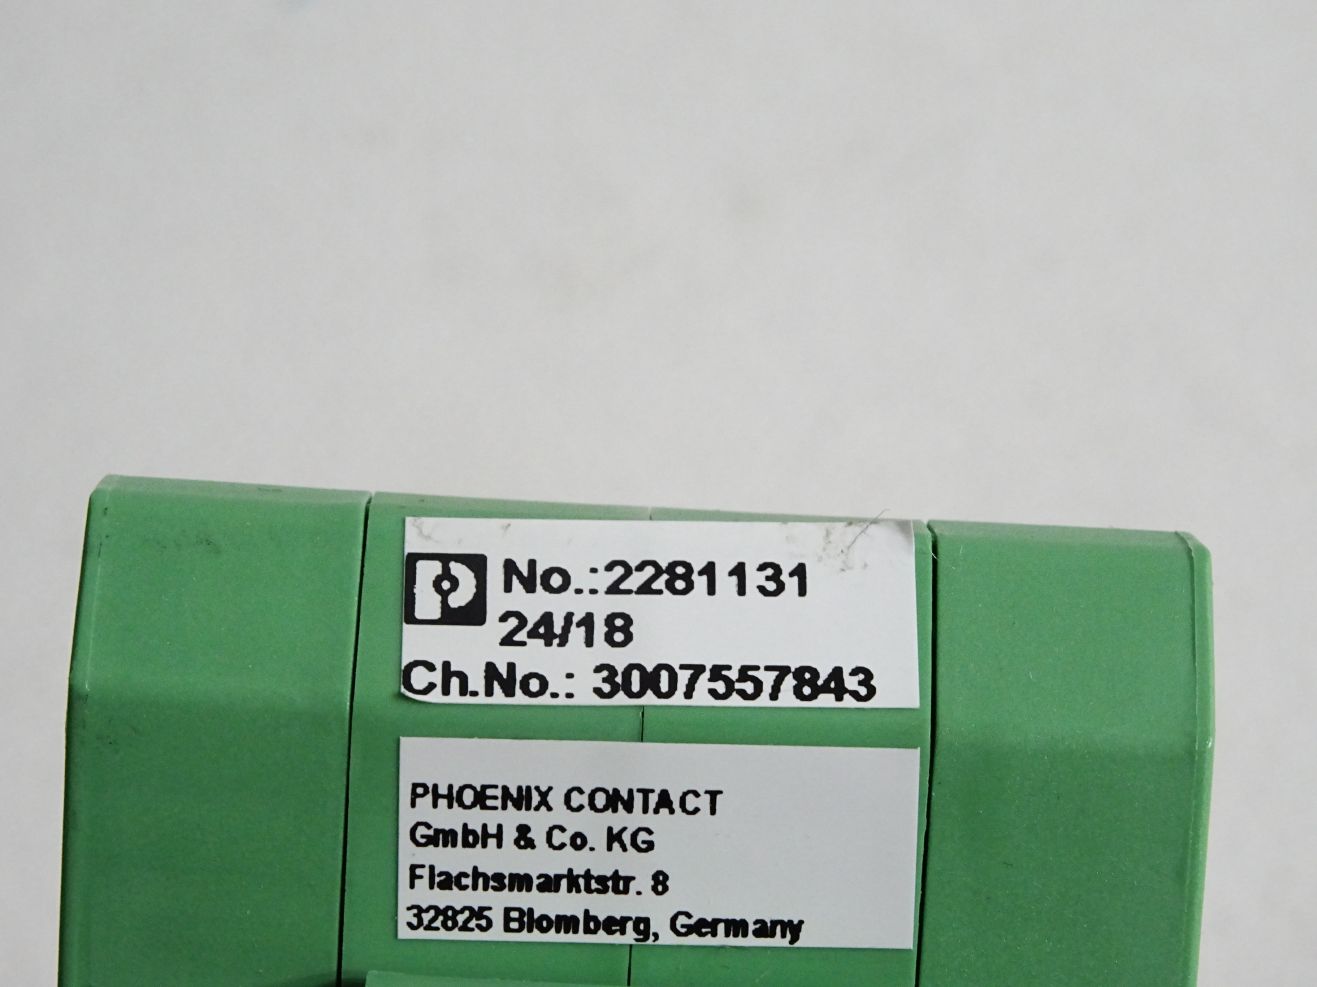 No.:2281131
24/18
Ch.No.: 3007557843
PHOENIX CONTACT
GmbH & Co. KG
Flachsmarktstr. 8
32825 Blomberg, Germany